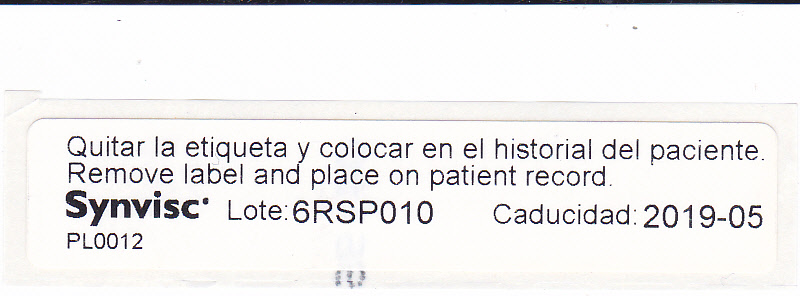 Quitar la etiqueta y colocar en el historial del paciente.
Remove label and place on patient record.
Synvisc® Lote: 6RSP010 Caducidad: 2019-05
PL0012